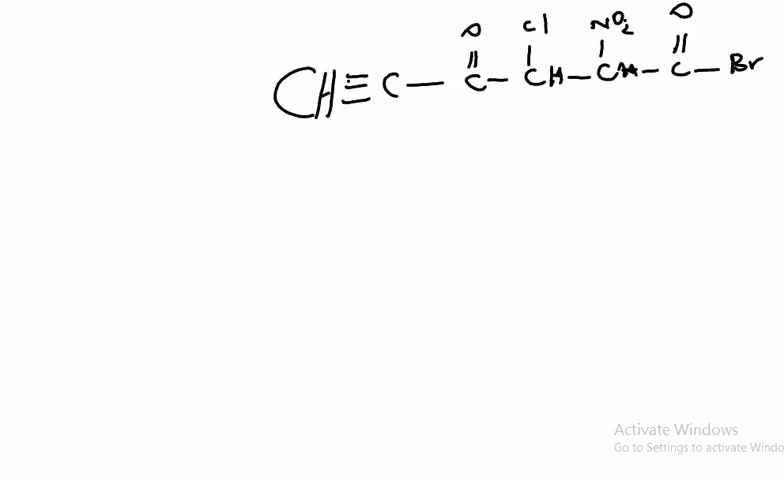 O Cl NO2 O
|| | | ||
CH≡C—C—CH—CH—C—Br
Activate Windows
Go to Settings to activate Windo